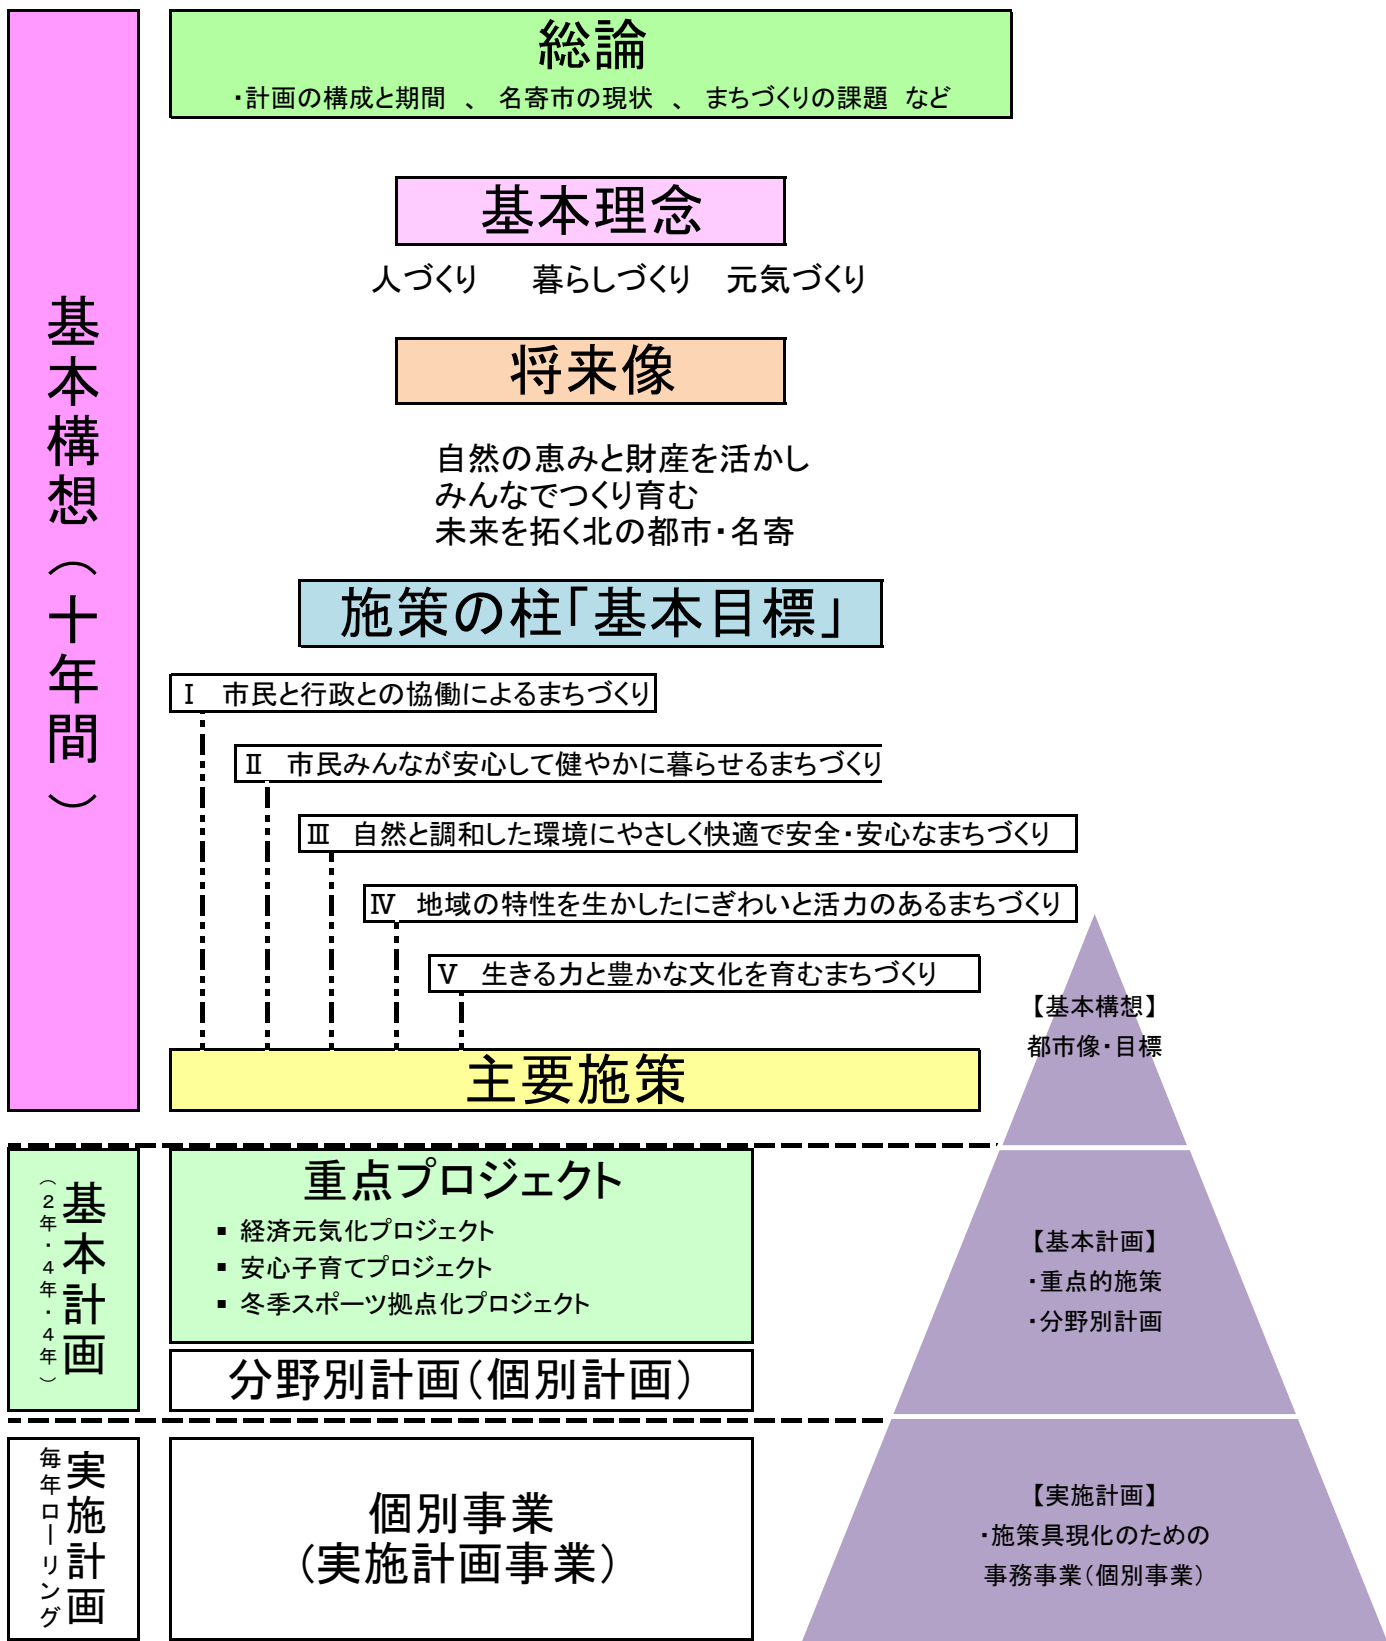 基本構想（十年間）
総論
・計画の構成と期間　、　名寄市の現状　、　まちづくりの課題　など
基本理念
人づくり　暮らしづくり　元気づくり
将来像
自然の恵みと財産を活かし
みんなでつくり育む
未来を拓く北の都市・名寄
施策の柱「基本目標」
Ⅰ　市民と行政との協働によるまちづくり
Ⅱ　市民みんなが安心して健やかに暮らせるまちづくり
Ⅲ　自然と調和した環境にやさしく快適で安全・安心なまちづくり
Ⅳ　地域の特性を生かしたにぎわいと活力のあるまちづくり
Ⅴ　生きる力と豊かな文化を育むまちづくり
主要施策
基本計画
（２年・４年・４年）
重点プロジェクト
▪ 経済元気化プロジェクト
▪ 安心子育てプロジェクト
▪ 冬季スポーツ拠点化プロジェクト
分野別計画（個別計画）
実施計画
毎年ローリング
個別事業
（実施計画事業）
【基本構想】
都市像・目標
【基本計画】
・重点的施策
・分野別計画
【実施計画】
・施策具現化のための
事務事業（個別事業）